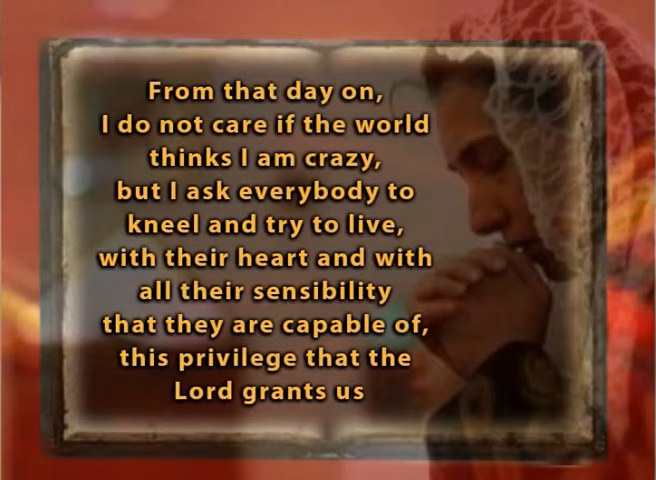 From that day on,
I do not care if the world
thinks I am crazy,
but I ask everybody to
kneel and try to live,
with their heart and with
all their sensibility
that they are capable of,
this privilege that the
Lord grants us